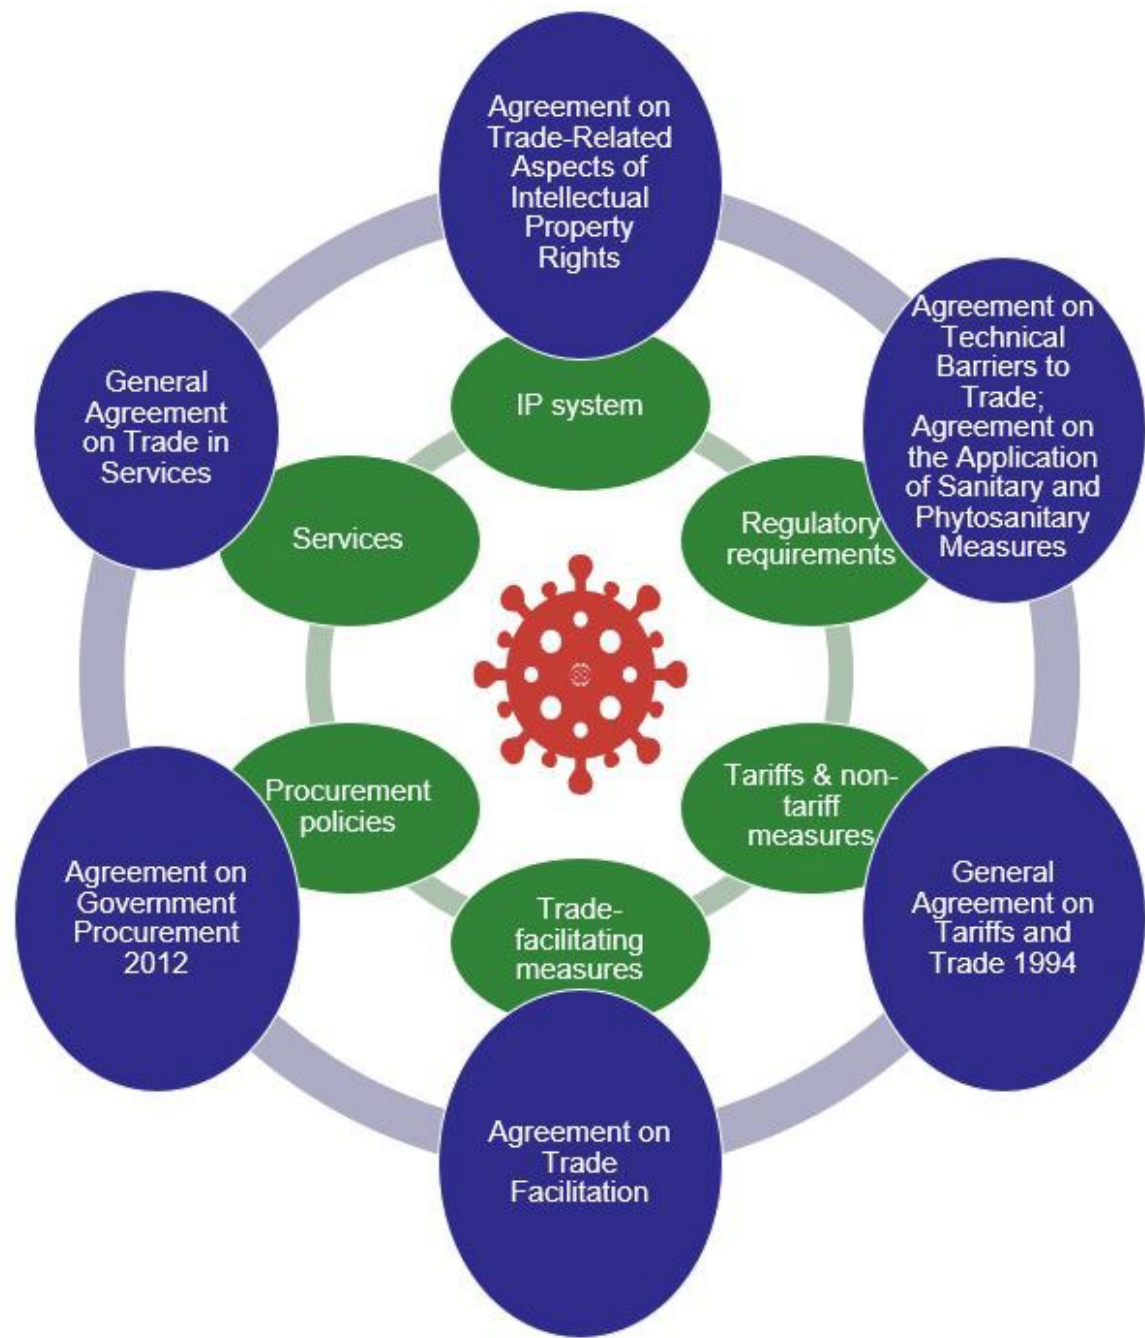 Agreement on
Trade-Related
Aspects of
Intellectual
Property
Rights
Agreement on
Technical
Barriers to
Trade;
Agreement on
the Application
of Sanitary and
Phytosanitary
Measures
General
Agreement
on Trade in
Services
IP system
Services
Regulatory
requirements
Procurement
policies
Tariffs & non-
tariff
measures
Trade-
facilitating
measures
Agreement on
Government
Procurement
2012
General
Agreement on
Tariffs and
Trade 1994
Agreement on
Trade
Facilitation